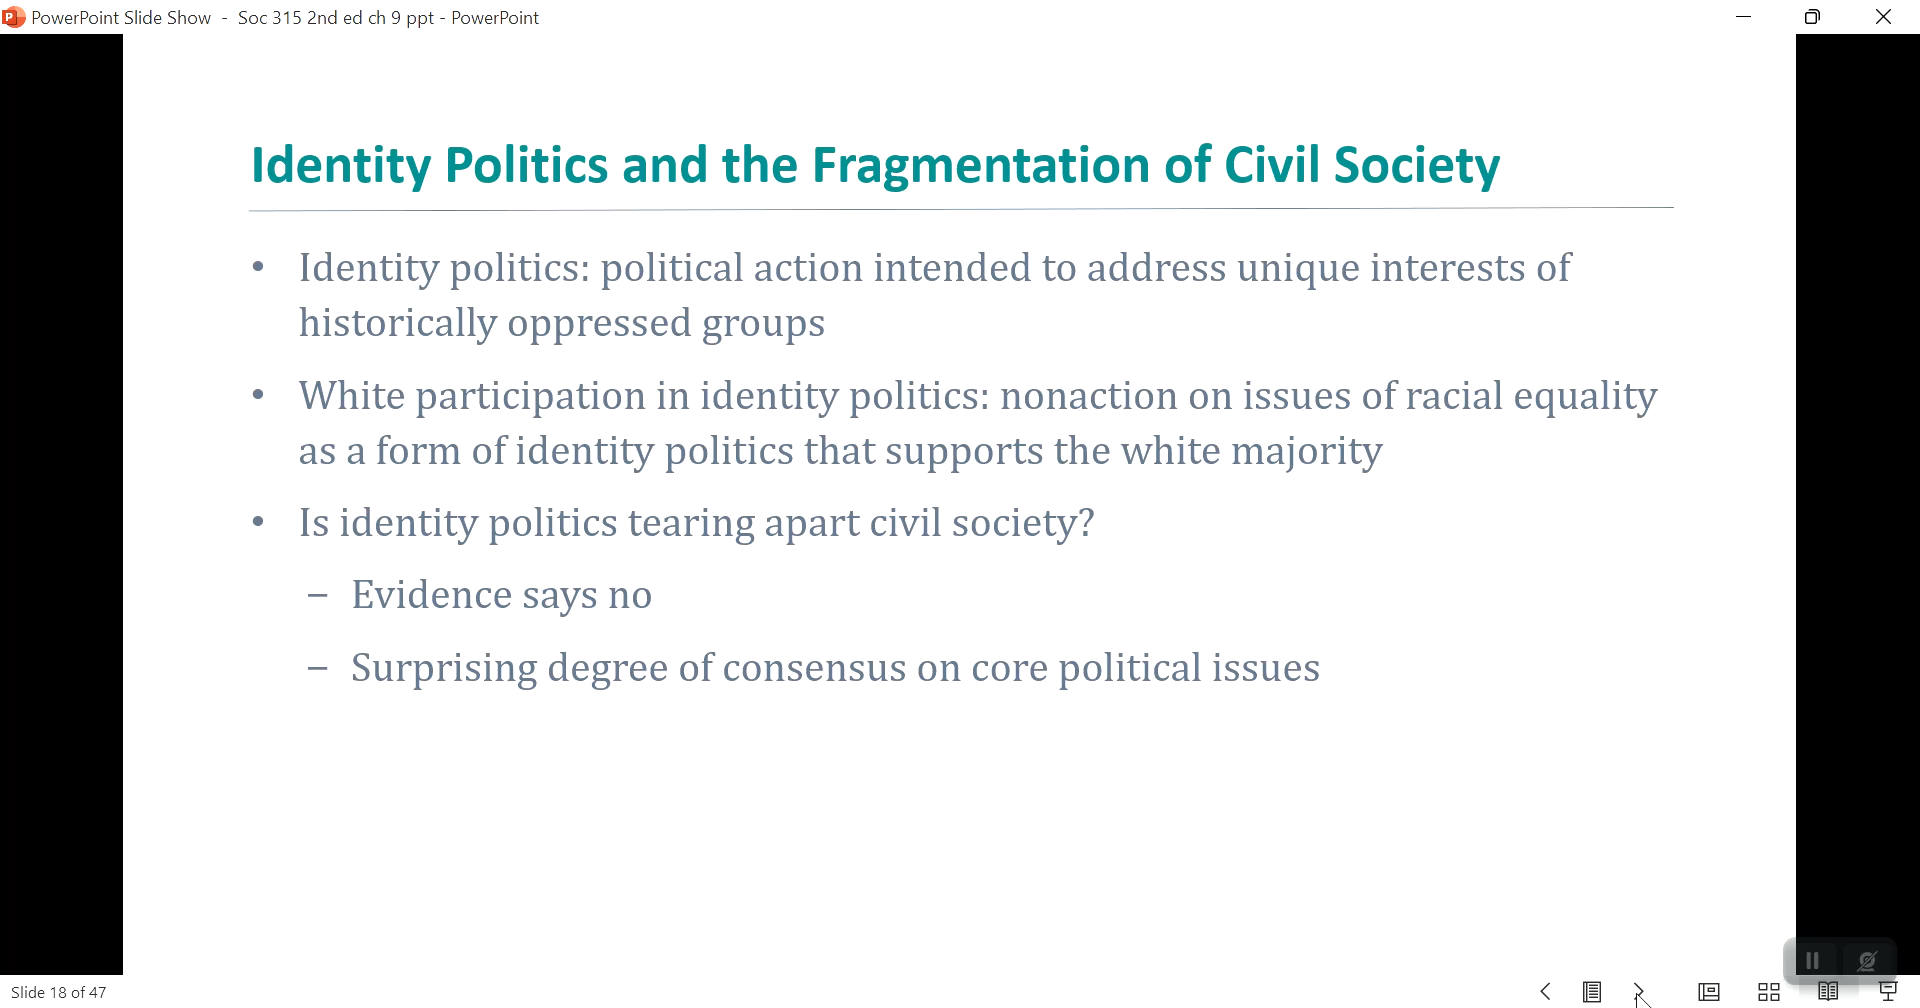 PowerPoint Slide Show - Soc 315 2nd ed ch 9 ppt - PowerPoint
Identity Politics and the Fragmentation of Civil Society
• Identity politics: political action intended to address unique interests of
historically oppressed groups
• White participation in identity politics: nonaction on issues of racial equality
as a form of identity politics that supports the white majority
• Is identity politics tearing apart civil society?
– Evidence says no
– Surprising degree of consensus on core political issues
Slide 18 of 47